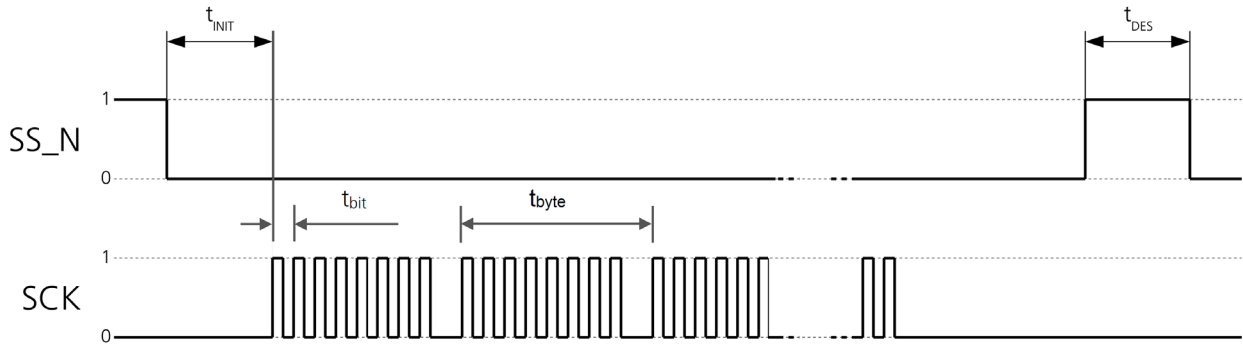 tINIT
tDES
1
SS_N
0
tbit
tbyte
1
SCK
0